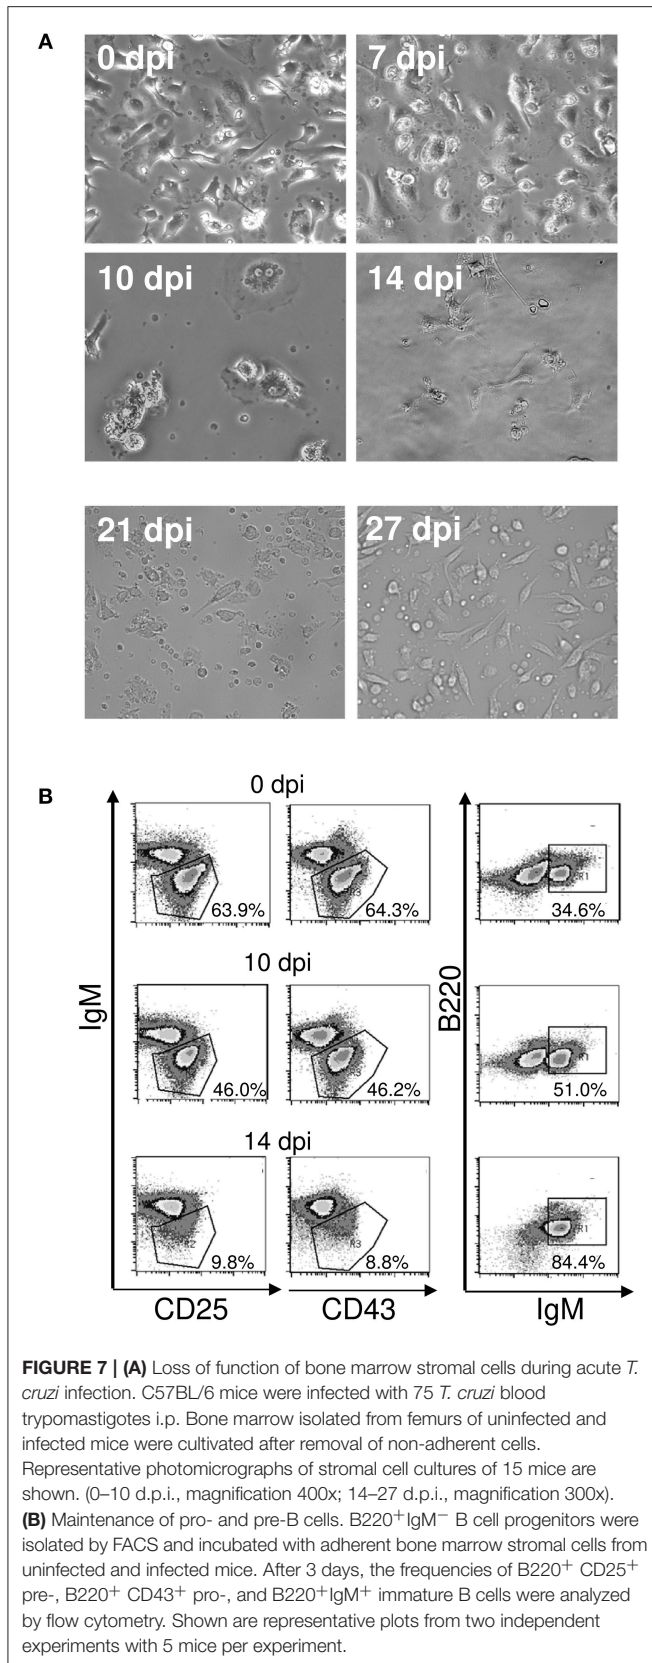 A
0 dpi
7 dpi
10 dpi
14 dpi
21 dpi
27 dpi
B
0 dpi
63.9%
64.3%
34.6%
R1
10 dpi
IgM
B220
46.0%
46.2%
51.0%
14 dpi
R3
R1
9.8%
8.8%
84.4%
CD25
CD43
IgM
FIGURE 7 | (A) Loss of function of bone marrow stromal cells during acute T.
cruzi infection. C57BL/6 mice were infected with 75 T. cruzi blood
trypomastigotes i.p. Bone marrow isolated from femurs of uninfected and
infected mice were cultivated after removal of non-adherent cells.
Representative photomicrographs of stromal cell cultures of 15 mice are
shown. (0–10 d.p.i., magnification 400x; 14–27 d.p.i., magnification 300x).
(B) Maintenance of pro- and pre-B cells. B220+IgM− B cell progenitors were
isolated by FACS and incubated with adherent bone marrow stromal cells from
uninfected and infected mice. After 3 days, the frequencies of B220+ CD25+
pre-, B220+ CD43+ pro-, and B220+IgM+ immature B cells were analyzed
by flow cytometry. Shown are representative plots from two independent
experiments with 5 mice per experiment.